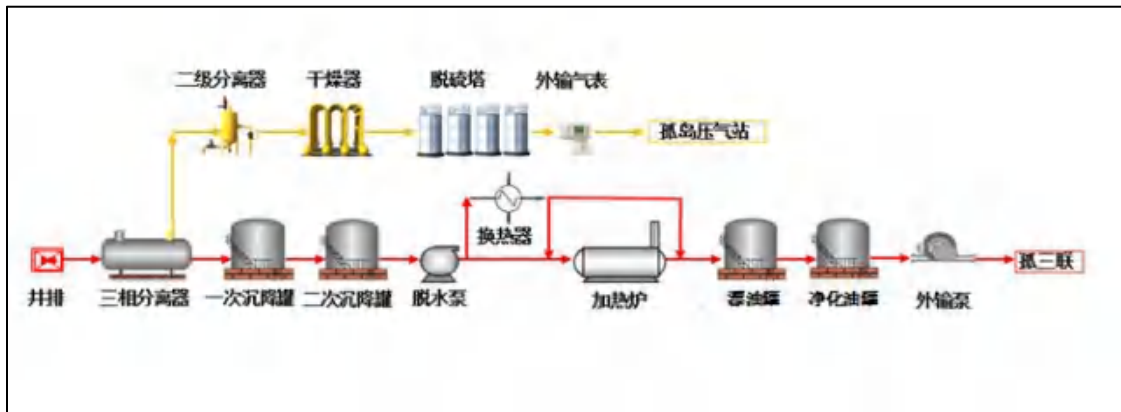 二级分离器 干燥器 脱硫塔 外输气表
孤岛压气站
换热器
孤三联
井排 三相分离器 一次沉降罐 二次沉降罐 脱水泵 加热炉 净化油罐 外输泵